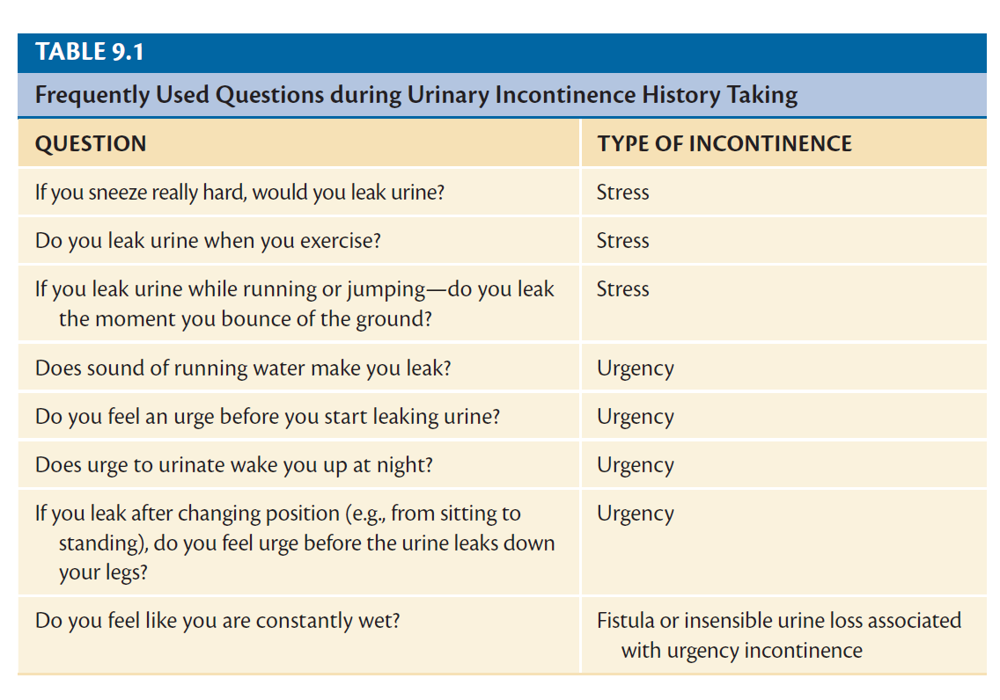 TABLE 9.1
Frequently Used Questions during Urinary Incontinence History Taking
QUESTION TYPE OF INCONTINENCE
If you sneeze really hard, would you leak urine? Stress
Do you leak urine when you exercise? Stress
If you leak urine while running or jumping—do you leak Stress
the moment you bounce of the ground?
Does sound of running water make you leak? Urgency
Do you feel an urge before you start leaking urine? Urgency
Does urge to urinate wake you up at night? Urgency
If you leak after changing position (e.g., from sitting to Urgency
standing), do you feel urge before the urine leaks down
your legs?
Do you feel like you are constantly wet? Fistula or insensible urine loss associated
with urgency incontinence